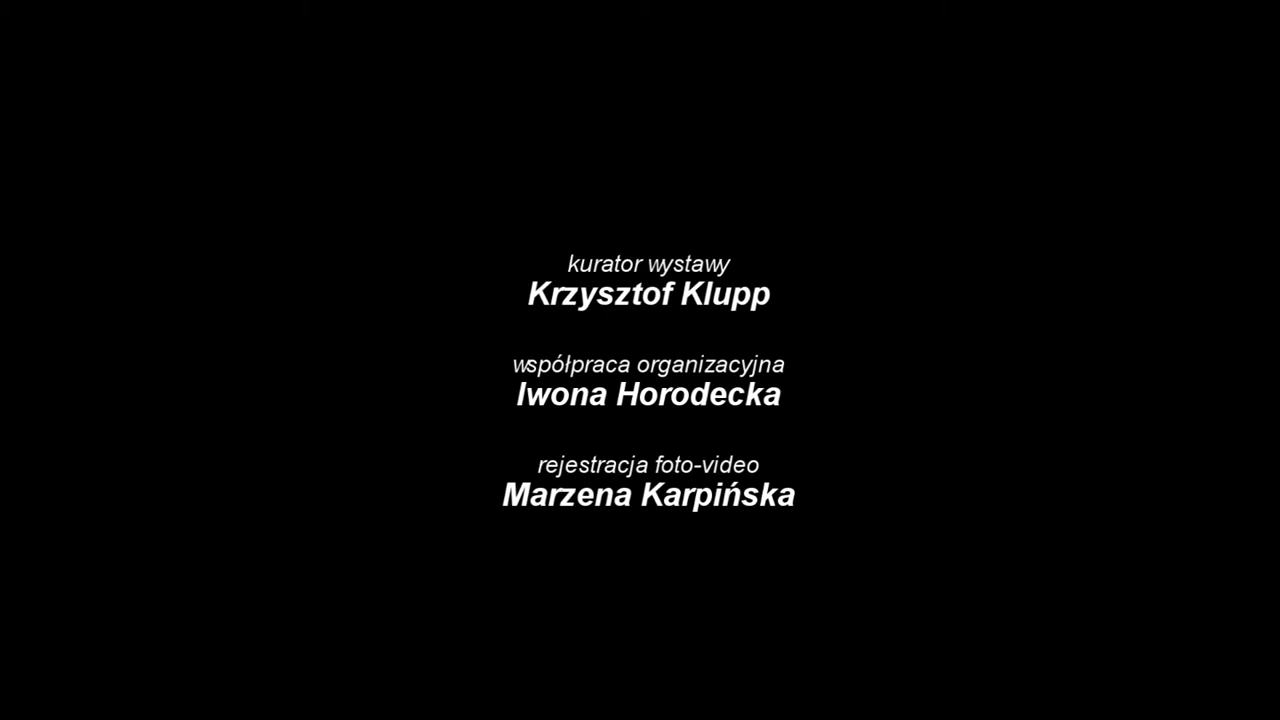 kurator wystawy
Krzysztof Klupp
współpraca organizacyjna
Iwona Horodecka
rejestracja foto-video
Marzena Karpińska